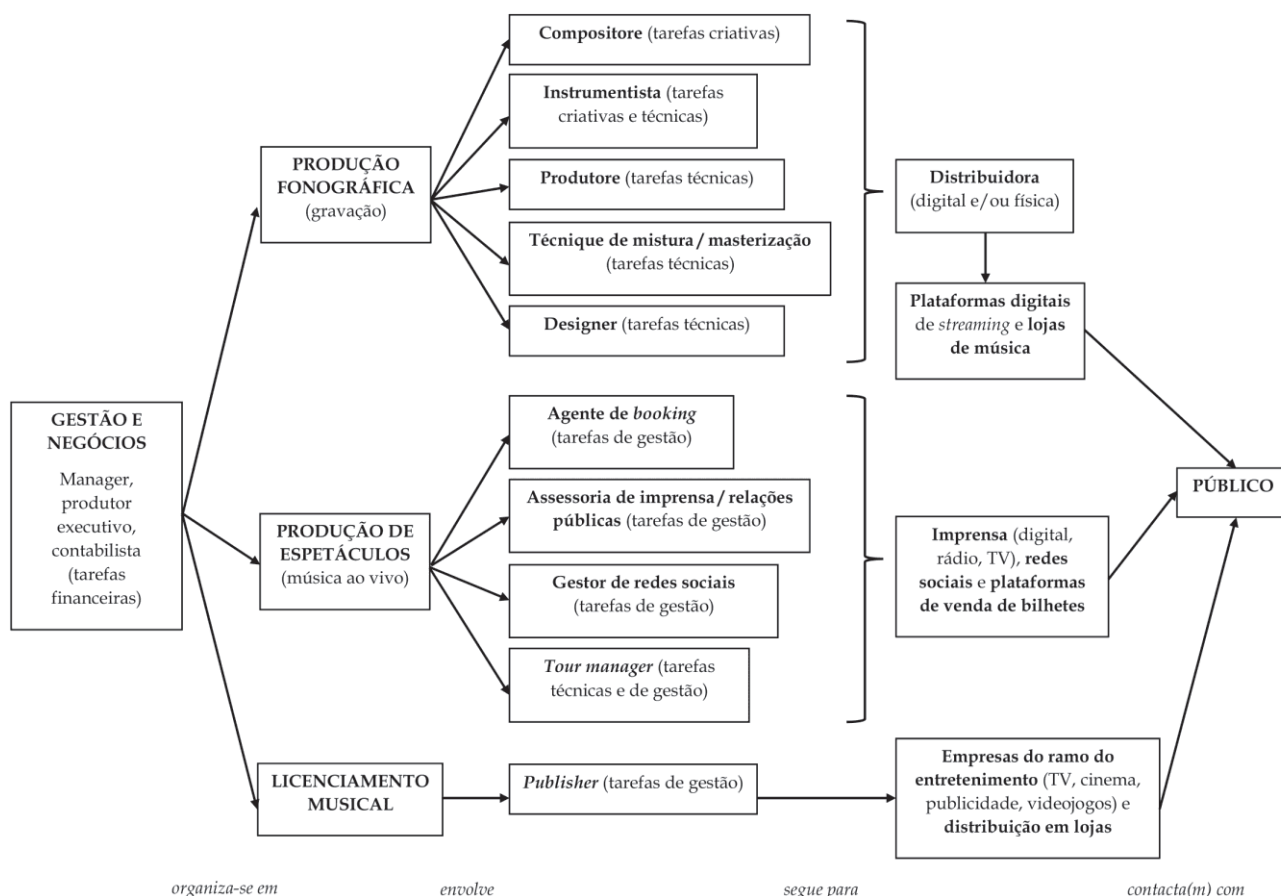 GESTÃO E
NEGÓCIOS
Manager,
produtor
executivo,
contabilista
(tarefas
financeiras)
PRODUÇÃO
FONOGRÁFICA
(gravação)
PRODUÇÃO DE
ESPETÁCULOS
(música ao vivo)
LICENCIAMENTO
MUSICAL
Compositore (tarefas criativas)
Instrumentista (tarefas
criativas e técnicas)
Produtore (tarefas técnicas)
Técnique de mistura / masterização
(tarefas técnicas)
Designer (tarefas técnicas)
Agente de booking
(tarefas de gestão)
Assessoria de imprensa / relações
públicas (tarefas de gestão)
Gestor de redes sociais
(tarefas de gestão)
Tour manager (tarefas
técnicas e de gestão)
Publisher (tarefas de gestão)
Distribuidora
(digital e/ou física)
Plataformas digitais
de streaming e lojas
de música
Imprensa (digital,
rádio, TV), redes
sociais e plataformas
de venda de bilhetes
Empresas do ramo do
entretenimento (TV, cinema,
publicidade, videojogos) e
distribuição em lojas
PÚBLICO
organiza-se em
envolve
segue para
contacta(m) com